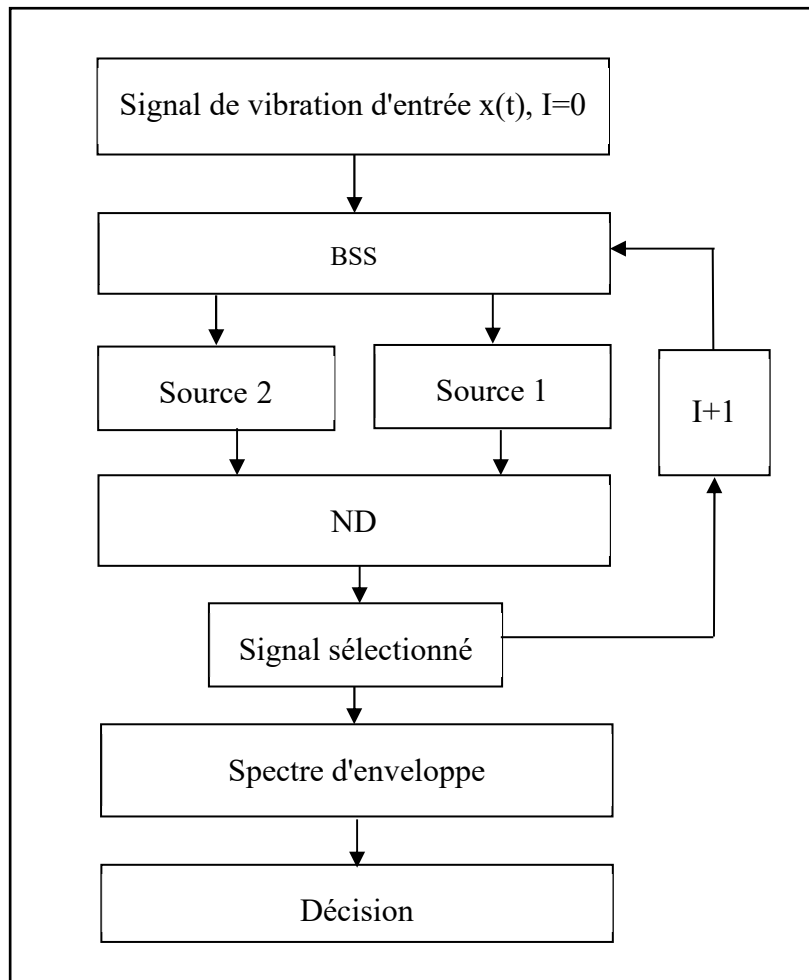 Signal de vibration d'entrée x(t), I=0
BSS
Source 2
Source 1
I+1
ND
Signal sélectionné
Spectre d'enveloppe
Décision